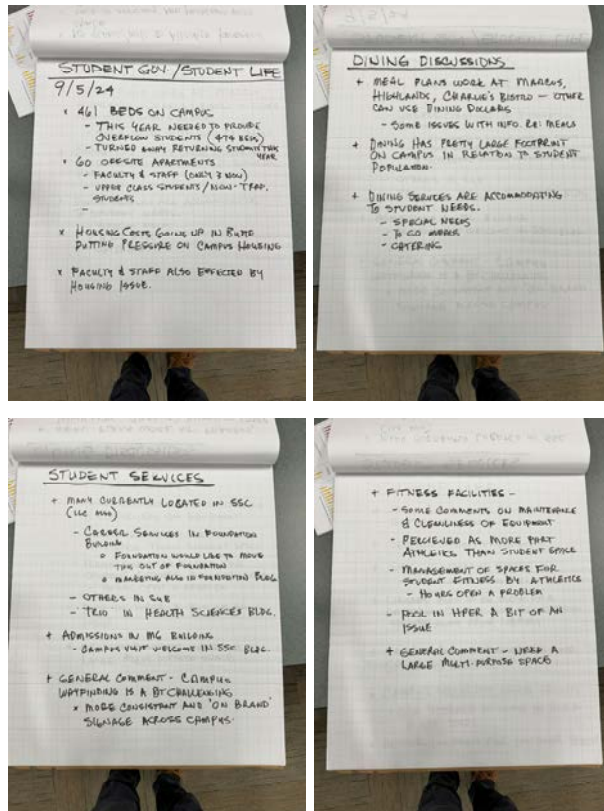 STUDENT GOV / STUDENT LIFE
9/5/24
x 461 BEDS ON CAMPUS
- THIS YEAR NEEDED TO PROVIDE
OVERFLOW STUDENTS (474 BEDS)
- TURNED AWAY RETURNING STUDENTS THIS
YEAR
x 60 OFFSITE APARTMENTS
- FACULTY & STAFF (ONLY 3 NOW)
- UPPER CLASS STUDENTS / NON-TRAD.
STUDENTS
-
x HOUSING COSTS GOING UP IN BUTTE
PUTTING PRESSURE ON CAMPUS HOUSING
x FACULTY & STAFF ALSO EFFECTED BY
HOUSING ISSUE.
DINING DISCUSSIONS
+ MEAL PLANS WORK AT MARCUS,
HIGHLANDS, CHARLIE'S BISTRO - OTHER
CAN USE DINING DOLLARS
- SOME ISSUES WITH INFO. RE: MEALS
+ DINING HAS PRETTY LARGE FOOTPRINT
ON CAMPUS IN RELATION TO STUDENT
POPULATION.
+ DINING SERVICES ARE ACCOMMODATING
TO STUDENT NEEDS.
- SPECIAL NEEDS
- TO GO
- CATERING
STUDENT SERVICES
+ MANY CURRENTLY LOCATED IN SSC
(LLC ALSO)
- CAREER SERVICES IN FOUNDATION
BUILDING
o FOUNDATION WOULD LIKE TO MOVE
THIS OUT OF FOUNDATION
o MARKETING ALSO IN FOUNDATION BLDG.
- OTHERS IN SUB
- TRIO IN HEALTH SCIENCES BLDG.
+ ADMISSIONS IN MG BUILDING
- CAMPUS VISIT WELCOME IN SSC BLDG.
+ GENERAL COMMENT - CAMPUS
WAYFINDING IS A BIT CHALLENGING
x MORE CONSISTENT AND 'ON BRAND'
SIGNAGE ACROSS CAMPUS.
+ FITNESS FACILITIES -
- SOME COMMENTS ON MAINTENANCE
& CLEANLINESS OF EQUIPMENT
- PERCEIVED AS MORE PART
ATHLETICS THAN STUDENT SPACE
- MANAGEMENT OF SPACES FOR
STUDENT FITNESS BY ATHLETICS
- HOURS OPEN A PROBLEM
- POOL IN HPER A BIT OF AN
ISSUE
+ GENERAL COMMENT - NEED A
LARGE MULTI-PURPOSE SPACE